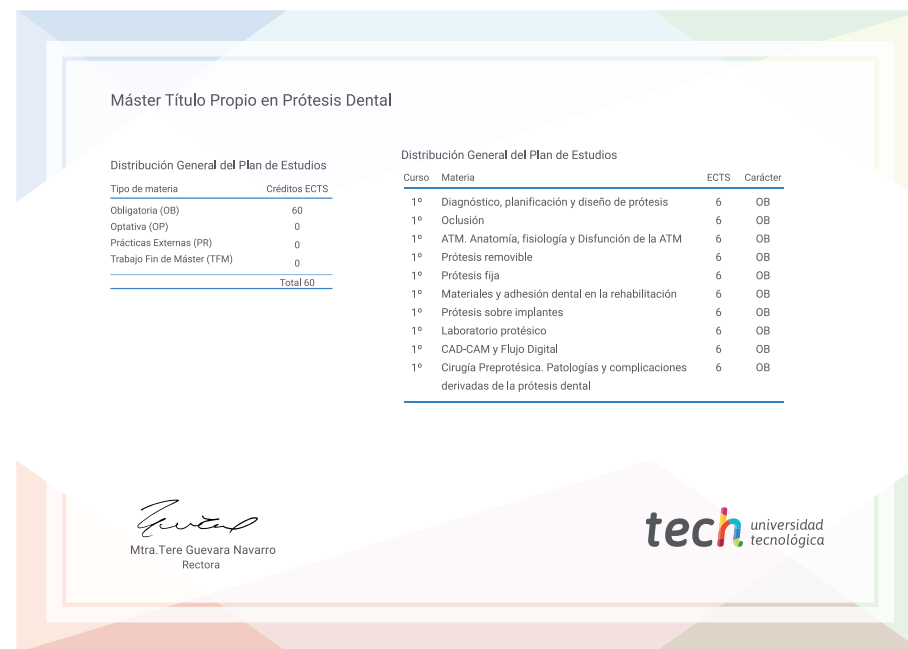 Máster Título Propio en Prótesis Dental
Distribución General del Plan de Estudios
Tipo de materia Créditos ECTS
Obligatoria (OB) 60
Optativa (OP) 0
Prácticas Externas (PR) 0
Trabajo Fin de Máster (TFM) 0
Total 60
Distribución General del Plan de Estudios
Curso Materia ECTS Carácter
1º Diagnóstico, planificación y diseño de prótesis 6 OB
1º Oclusión 6 OB
1º ATM. Anatomía, fisiología y Disfunción de la ATM 6 OB
1º Prótesis removible 6 OB
1º Prótesis fija 6 OB
1º Materiales y adhesión dental en la rehabilitación 6 OB
1º Prótesis sobre implantes 6 OB
1º Laboratorio protésico 6 OB
1º CAD-CAM y Flujo Digital 6 OB
1º Cirugía Preprotésica. Patologías y complicaciones 6 OB
derivadas de la prótesis dental
Mtra.Tere Guevara Navarro
Rectora
tech universidad
tecnológica